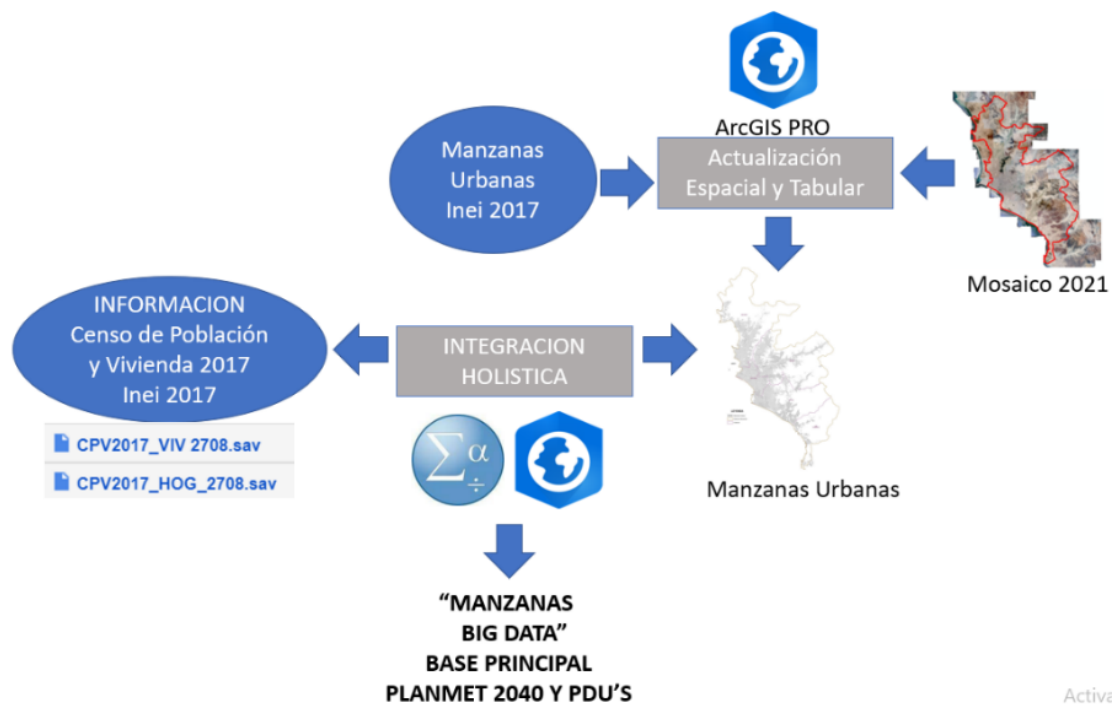 ArcGIS PRO
Manzanas
Urbanas
Inei 2017
Actualización
Espacial y Tabular
Mosaico 2021
INFORMACION
Censo de Población
y Vivienda 2017
Inei 2017
INTEGRACION
HOLISTICA
CPV2017_VIV 2708.sav
CPV2017_HOG_2708.sav
Σ α
÷
Manzanas Urbanas
“MANZANAS
BIG DATA”
BASE PRINCIPAL
PLANMET 2040 Y PDU’S
Activa